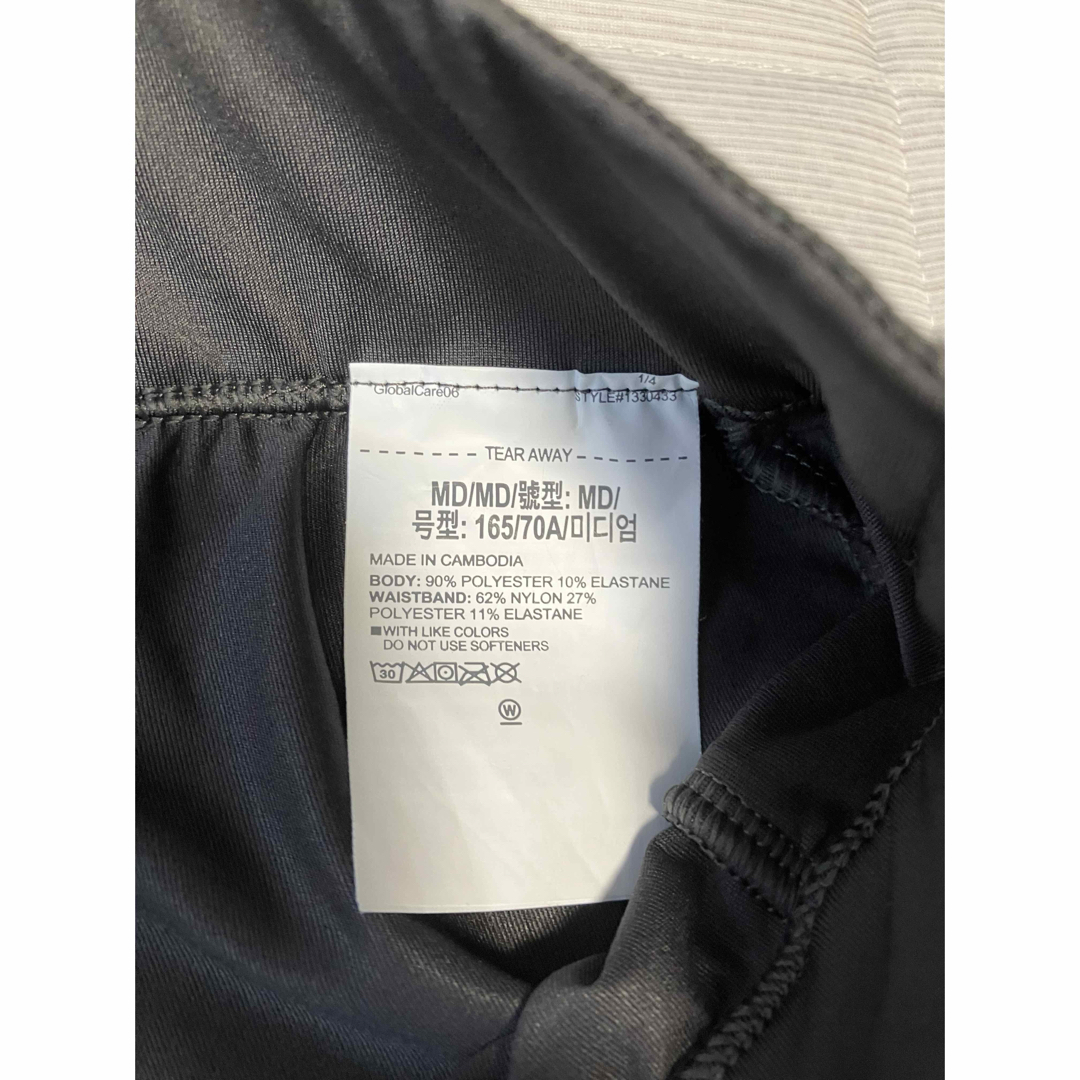 1/4
GlobalCare06 STYLE#1330433
TEAR AWAY
MD/MD/號型: MD/
号型: 165/70A/미디엄
MADE IN CAMBODIA
BODY: 90% POLYESTER 10% ELASTANE
WAISTBAND: 62% NYLON 27%
POLYESTER 11% ELASTANE
■WITH LIKE COLORS
DO NOT USE SOFTENERS
30
W